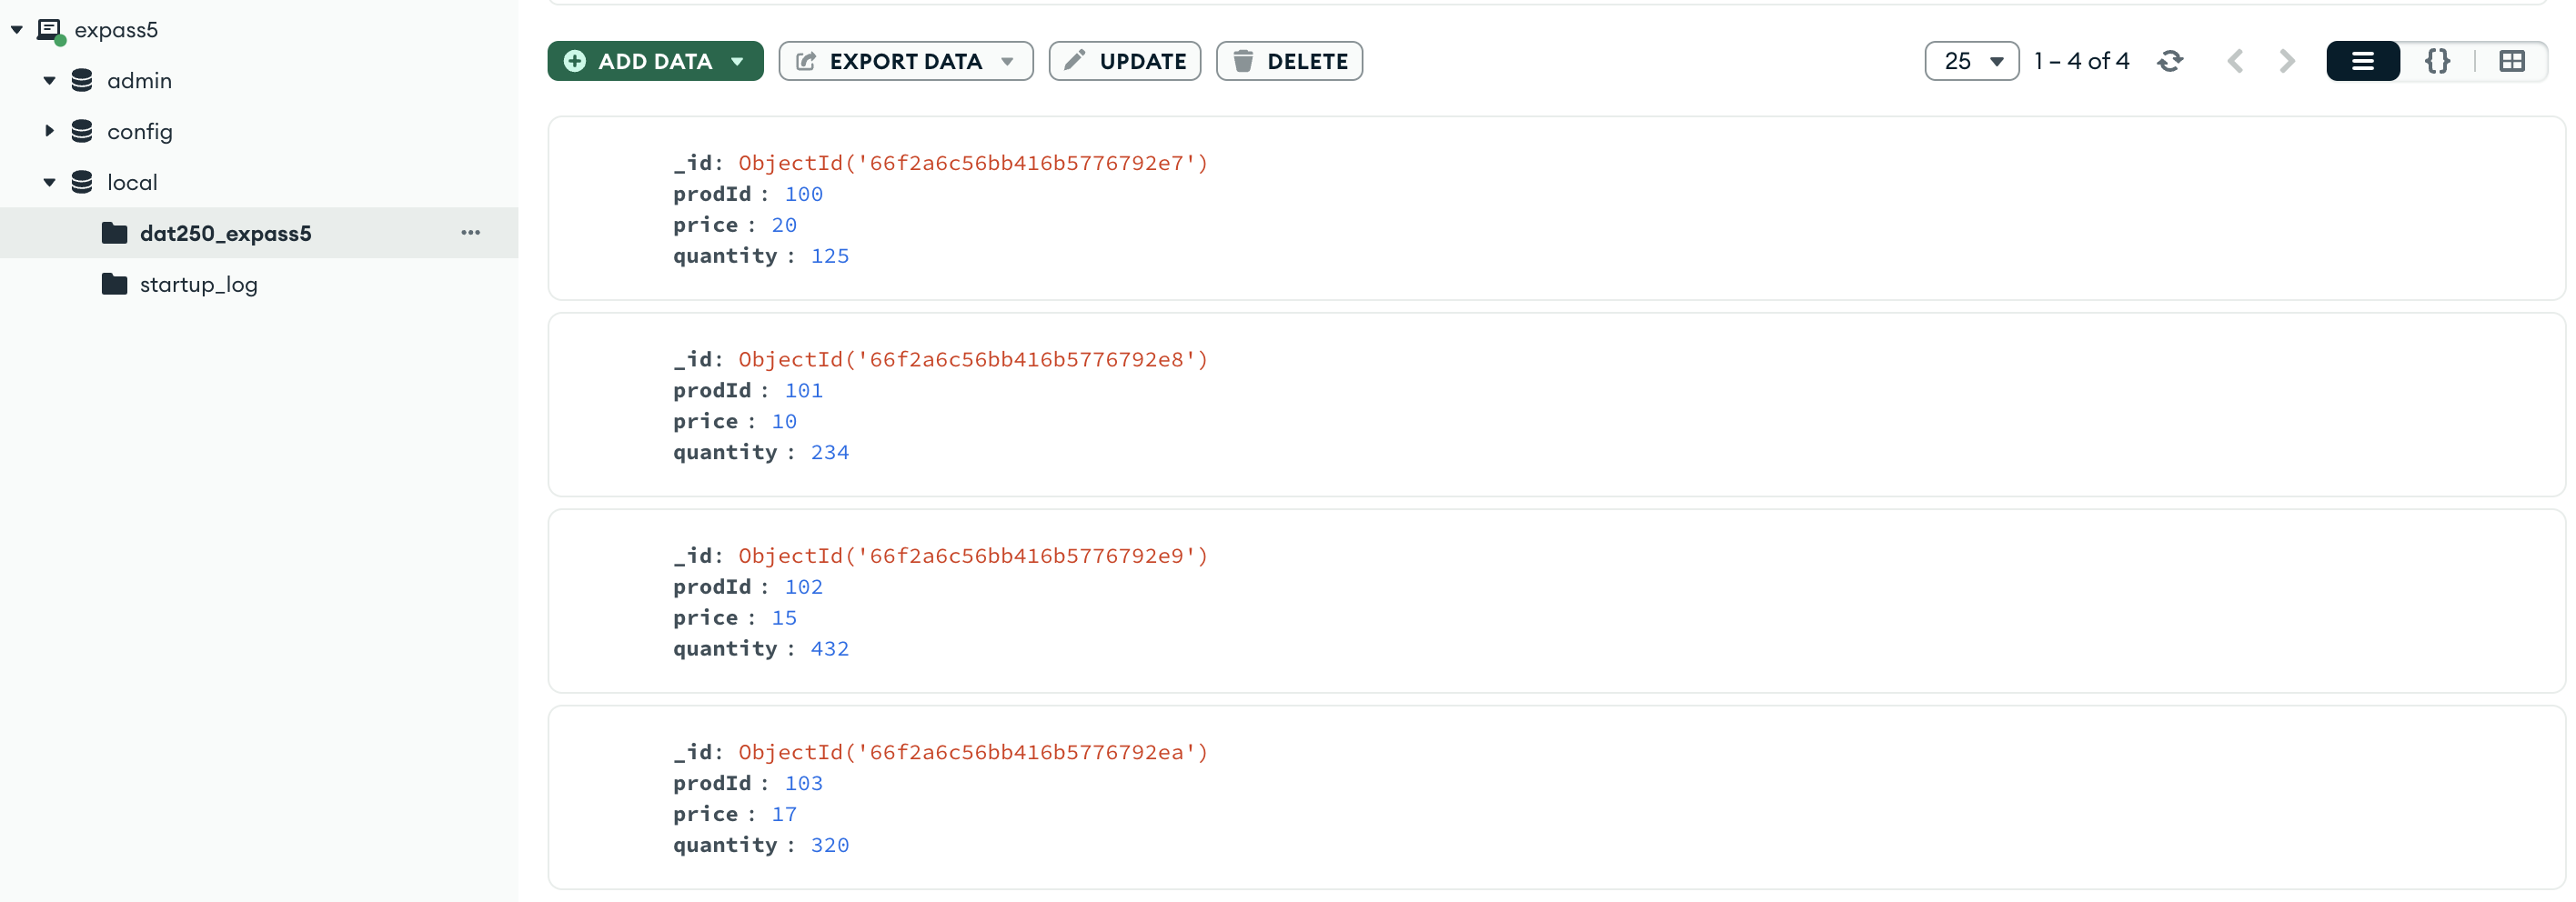 expass5
admin
config
local
dat250_expass5
startup_log
ADD DATA
EXPORT DATA
UPDATE
DELETE
25
1 – 4 of 4
{}
_id: ObjectId('66f2a6c56bb416b5776792e7')
prodId : 100
price : 20
quantity : 125
_id: ObjectId('66f2a6c56bb416b5776792e8')
prodId : 101
price : 10
quantity : 234
_id: ObjectId('66f2a6c56bb416b5776792e9')
prodId : 102
price : 15
quantity : 432
_id: ObjectId('66f2a6c56bb416b5776792ea')
prodId : 103
price : 17
quantity : 320